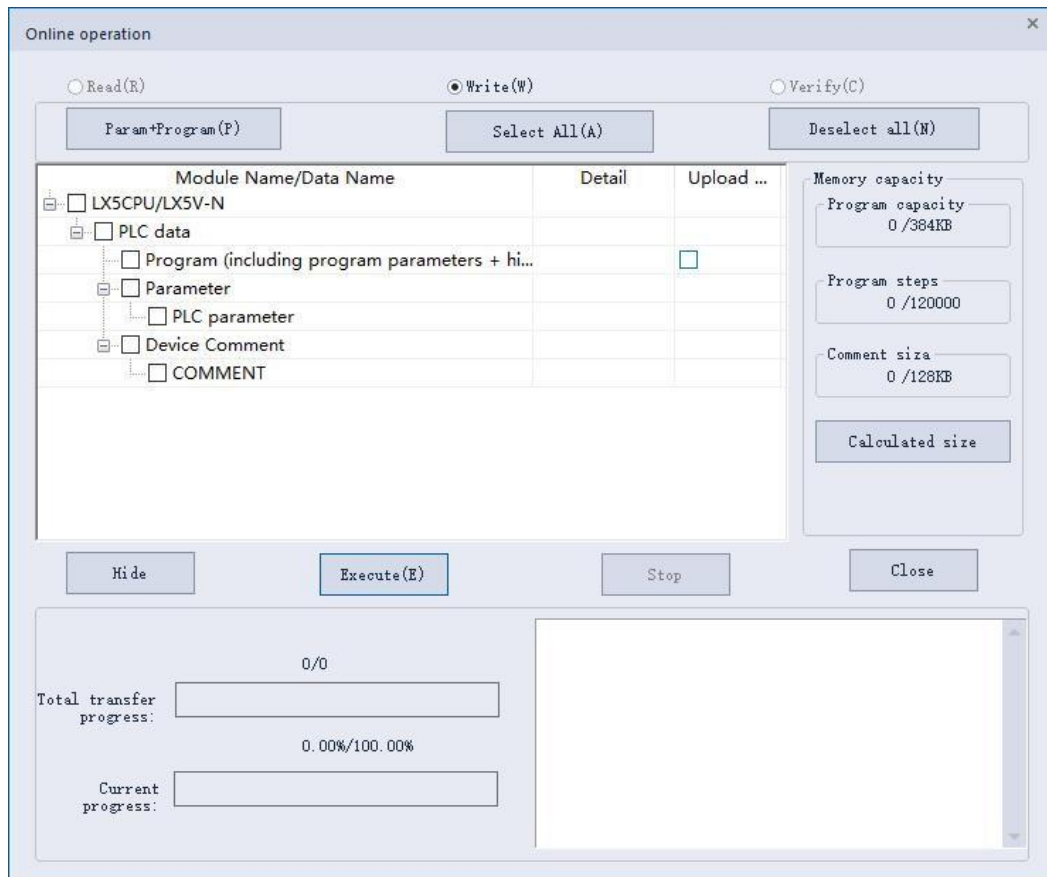 Online operation
Read(R)
Write(W)
Verify(C)
Param+Program(P)
Select All(A)
Deselect all(N)
Module Name/Data Name
Detail
Upload ...
LX5CPU/LX5V-N
PLC data
Program (including program parameters + hi...
Parameter
PLC parameter
Device Comment
COMMENT
Memory capacity
Program capacity
0 /384KB
Program steps
0 /120000
Comment siza
0 /128KB
Calculated size
Hide
Execute(E)
Stop
Close
0/0
Total transfer
progress:
0.00%/100.00%
Current
progress: